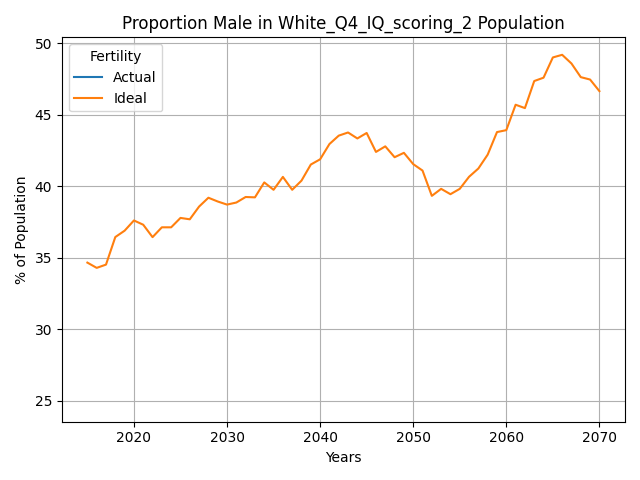 Proportion Male in White_Q4_IQ_scoring_2 Population
50
45
40
35
30
25
% of Population
Fertility
Actual
Ideal
2020 2030 2040 2050 2060 2070
Years